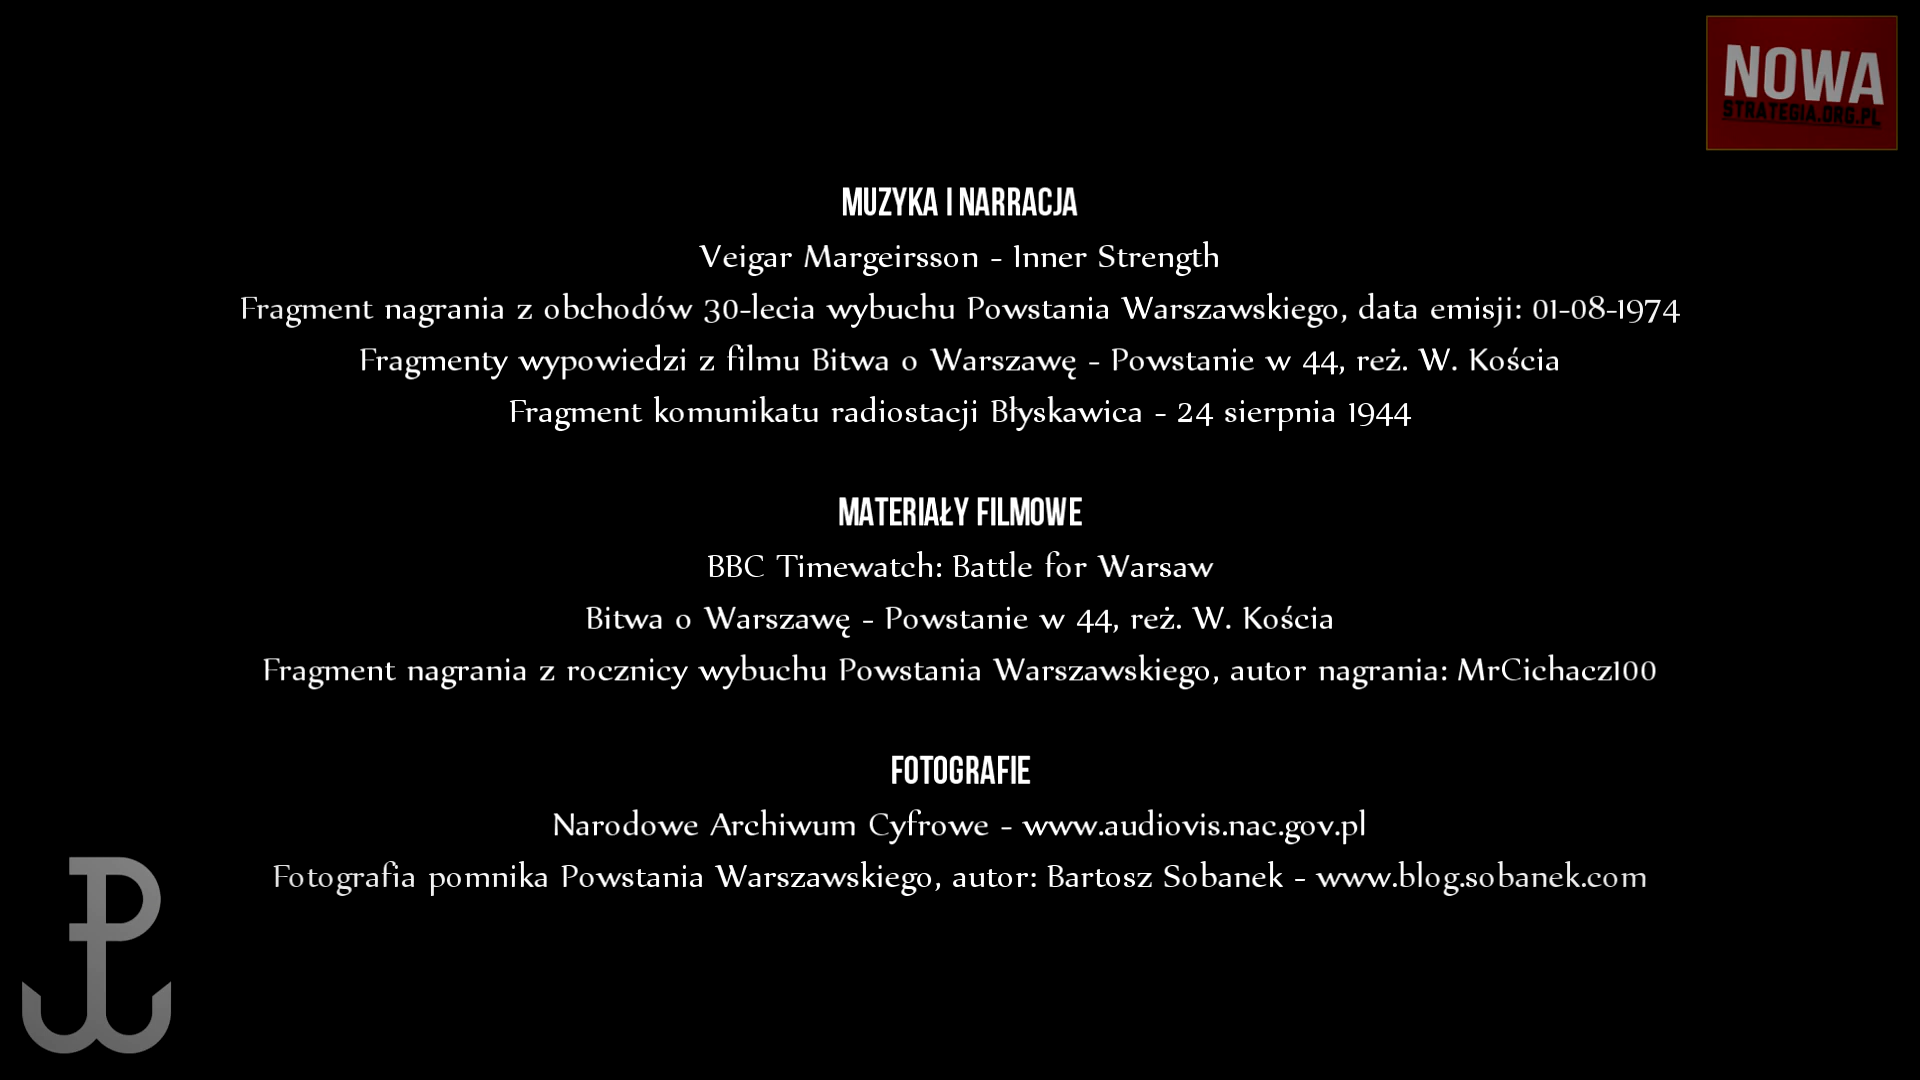 NOWA
STRATEGIA.ORG.PL
MUZYKA I NARRACJA
Veigar Margeirsson - Inner Strength
Fragment nagrania z obchodów 30-lecia wybuchu Powstania Warszawskiego, data emisji: 01-08-1974
Fragmenty wypowiedzi z filmu Bitwa o Warszawę - Powstanie w 44, reż. W. Kościa
Fragment komunikatu radiostacji Błyskawica - 24 sierpnia 1944
MATERIAŁY FILMOWE
BBC Timewatch: Battle for Warsaw
Bitwa o Warszawę - Powstanie w 44, reż. W. Kościa
Fragment nagrania z rocznicy wybuchu Powstania Warszawskiego, autor nagrania: MrCichacz100
FOTOGRAFIE
Narodowe Archiwum Cyfrowe - www.audiovis.nac.gov.pl
Fotografia pomnika Powstania Warszawskiego, autor: Bartosz Sobanek - www.blog.sobanek.com